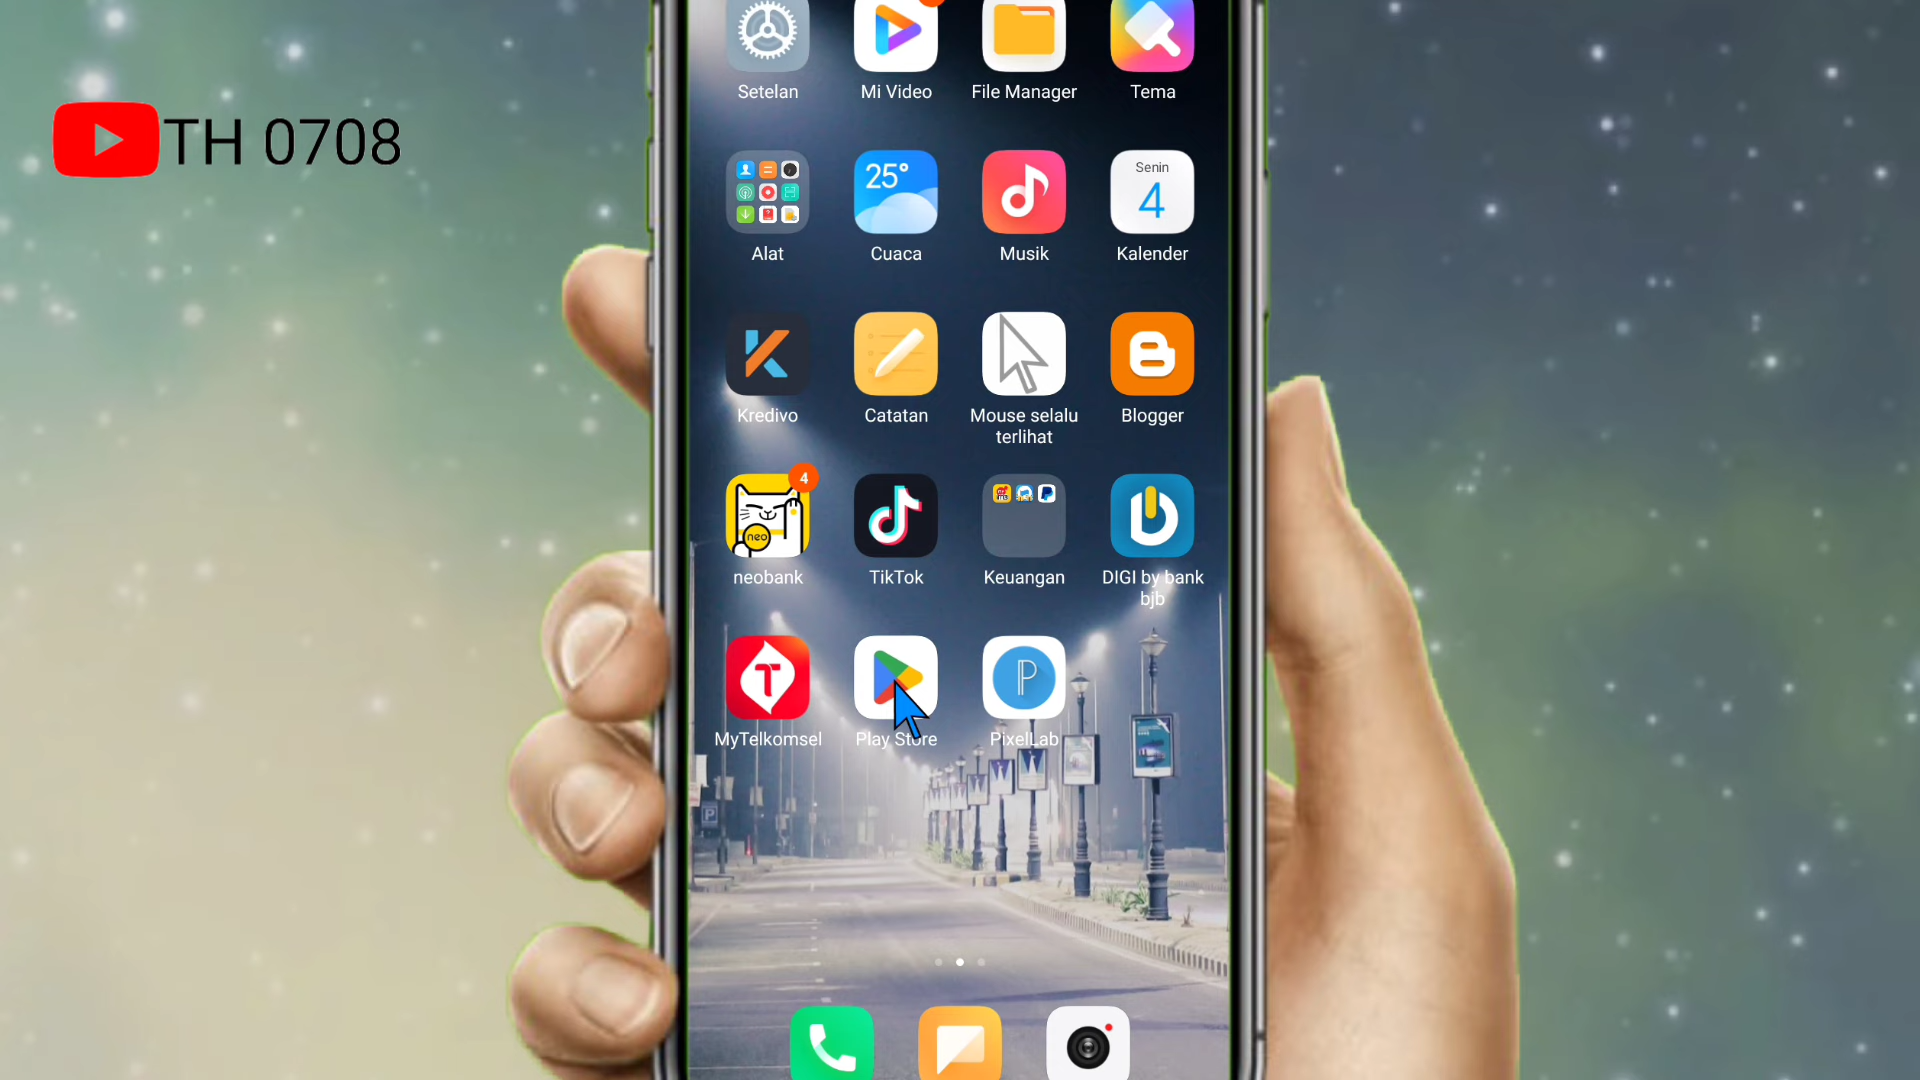 TH 0708
Setelan Mi Video File Manager Tema
25° Senin 4
Alat Cuaca Musik Kalender
Kredivo Catatan Mouse selalu terlihat Blogger
4
neo
neobank TikTok Keuangan DIGI by bank bjb
MyTelkomsel Play Store PixelLab
P